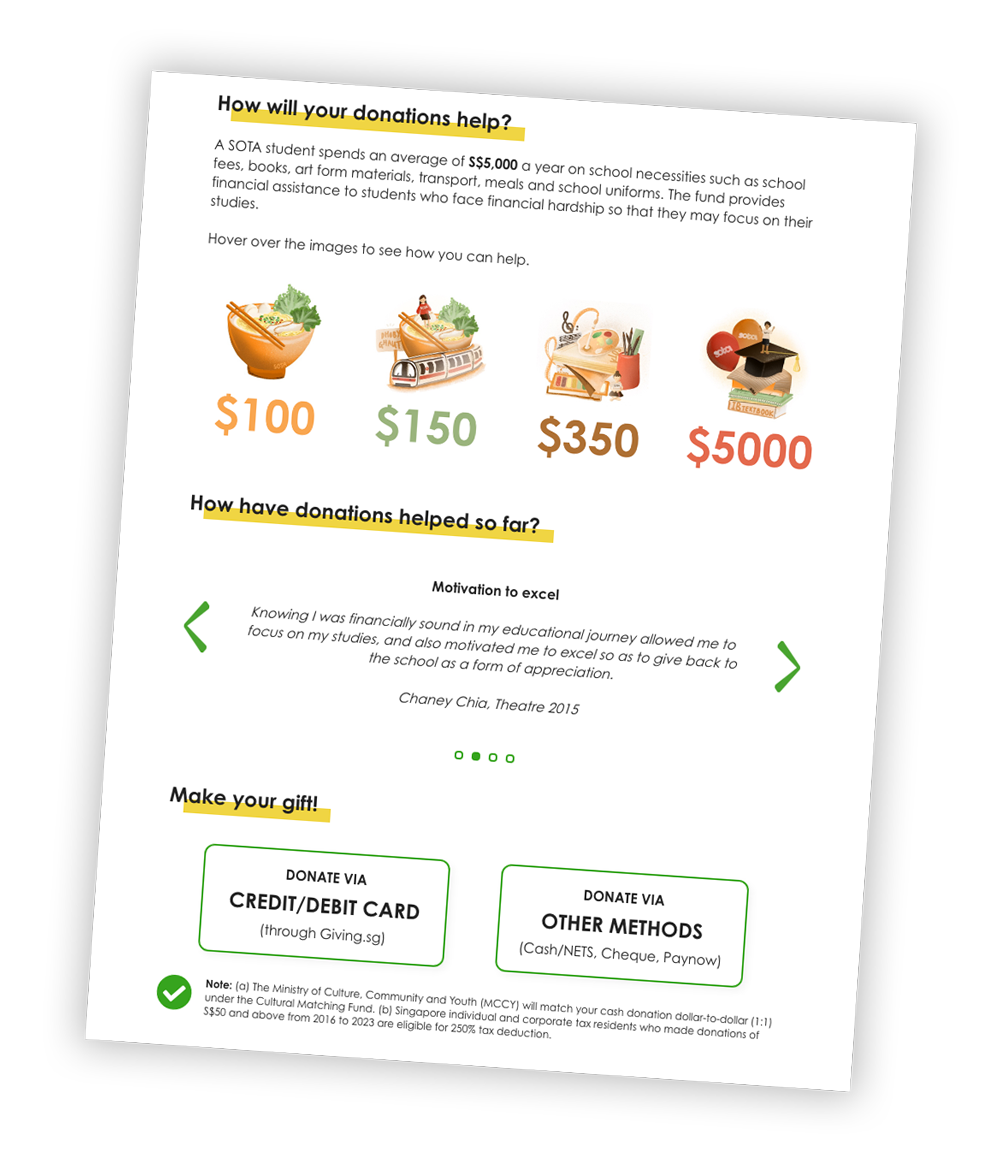 How will your donations help?
A SOTA student spends an average of S$5,000 a year on school necessities such as school
fees, books, art form materials, transport, meals and school uniforms. The fund provides
financial assistance to students who face financial hardship so that they may focus on their
studies.
Hover over the images to see how you can help.
$100
$150
$350
$5000
sota
sota
IB TEXTBOOK
How have donations helped so far?
Motivation to excel
Knowing I was financially sound in my educational journey allowed me to
focus on my studies, and also motivated me to excel so as to give back to
the school as a form of appreciation.
Chaney Chia, Theatre 2015
Make your gift!
DONATE VIA
CREDIT/DEBIT CARD
(through Giving.sg)
DONATE VIA
OTHER METHODS
(Cash/NETS, Cheque, Paynow)
Note: (a) The Ministry of Culture, Community and Youth (MCCY) will match your cash donation dollar-to-dollar (1:1)
under the Cultural Matching Fund. (b) Singapore individual and corporate tax residents who made donations of
S$50 and above from 2016 to 2023 are eligible for 250% tax deduction.